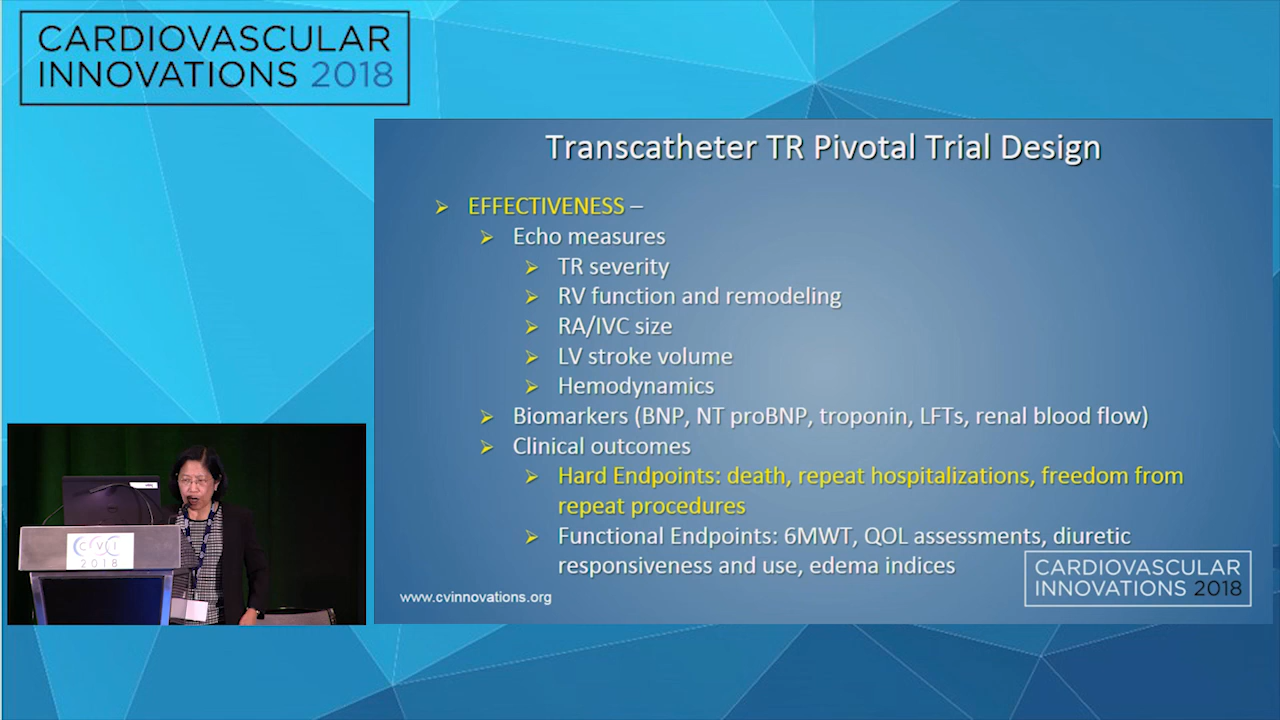 CARDIOVASCULAR
INNOVATIONS 2018
Transcatheter TR Pivotal Trial Design
EFFECTIVENESS –
Echo measures
TR severity
RV function and remodeling
RA/IVC size
LV stroke volume
Hemodynamics
Biomarkers (BNP, NT proBNP, troponin, LFTs, renal blood flow)
Clinical outcomes
Hard Endpoints: death, repeat hospitalizations, freedom from
repeat procedures
Functional Endpoints: 6MWT, QOL assessments, diuretic
responsiveness and use, edema indices
www.cvinnovations.org
CARDIOVASCULAR
INNOVATIONS 2018
CVI
2018